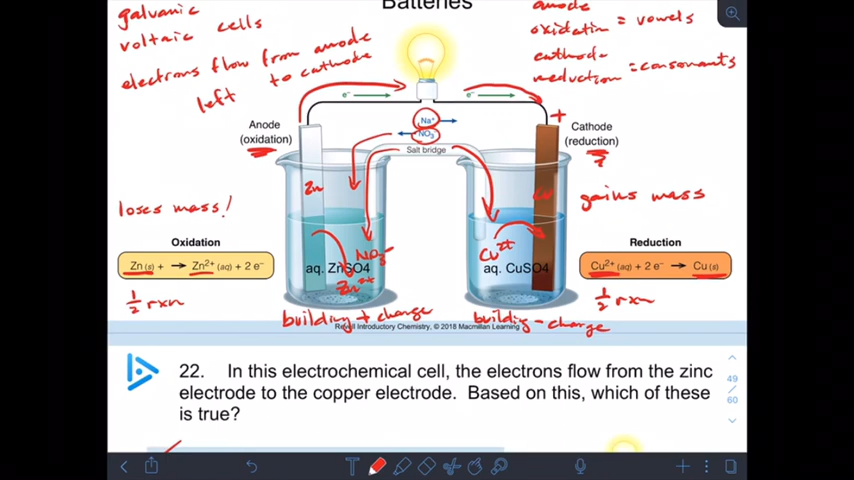 Batteries
galvanic
voltaic cells
electrons flow from anode
left to cathode
anode
oxidation = vowels
cathode
reduction = consonants
e⁻
e⁻
Na⁺
NO₃⁻
Salt bridge
+
Anode
(oxidation)
Cathode
(reduction)
Zn
Cu
loses mass!
gains mass
Oxidation
Zn(s) + → Zn²⁺(aq) + 2 e⁻
½ rxn
NO₃⁻
aq. ZnSO4
Zn²⁺
Cu²⁺
aq. CuSO4
Reduction
Cu²⁺(aq) + 2 e⁻ → Cu(s)
½ rxn
building + charge
buildig - charge
Revell Introductory Chemistry, © 2018 Macmillan Learning
22. In this electrochemical cell, the electrons flow from the zinc
electrode to the copper electrode. Based on this, which of these
is true?
49
/
60